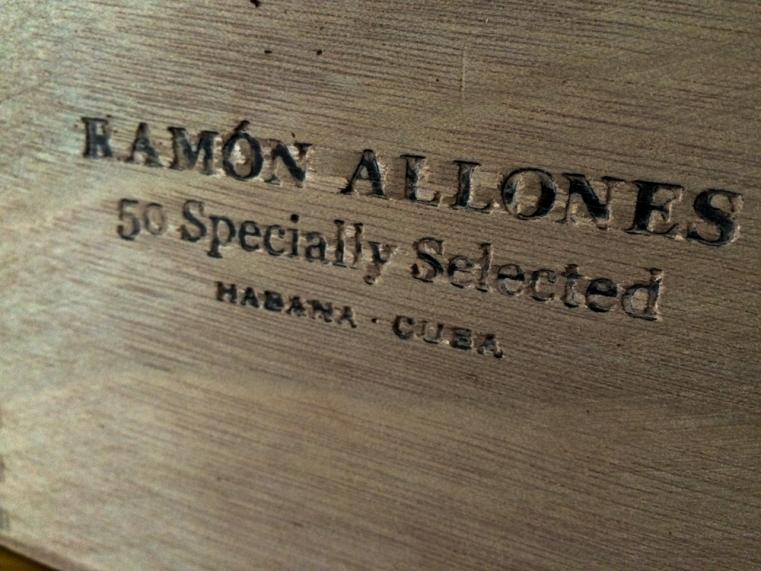 RAMÓN ALLONES
50 Specially Selected
HABANA · CUBA